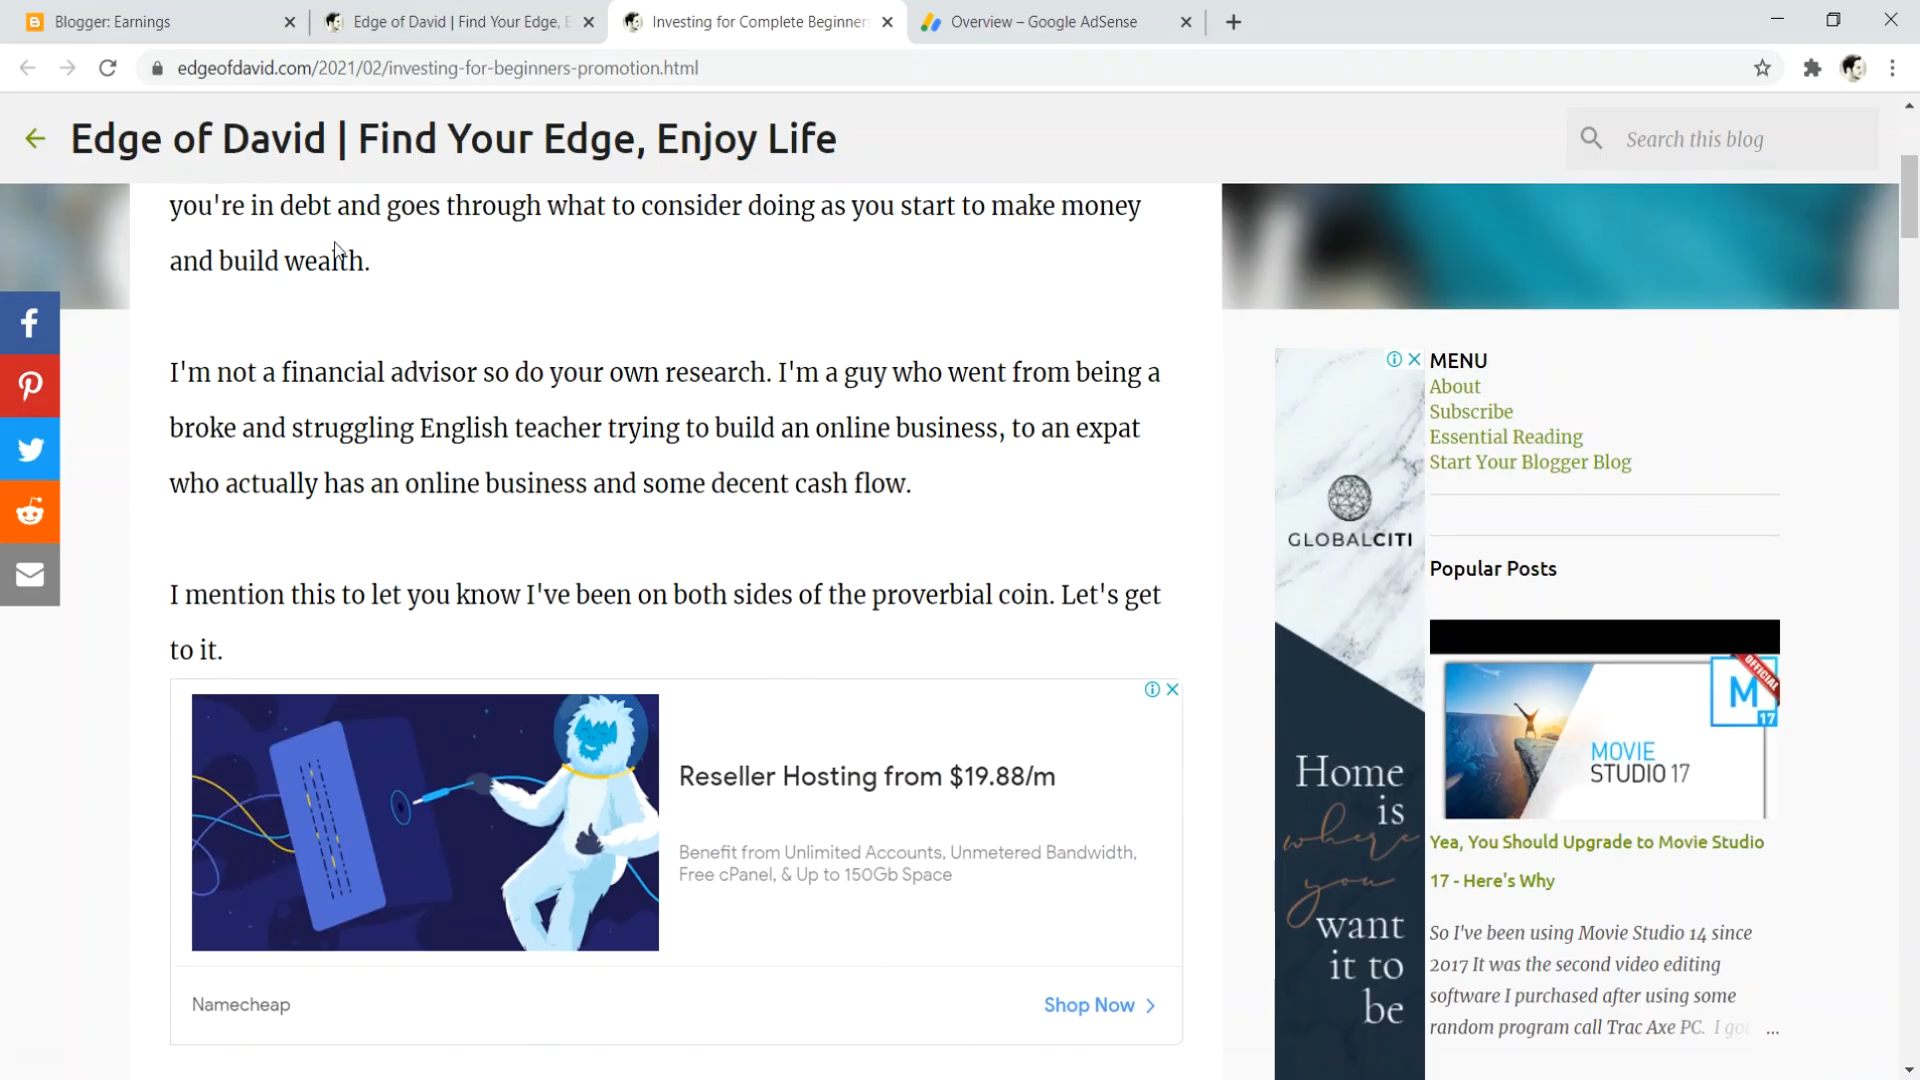 Blogger: Earnings
Edge of David | Find Your Edge, E
Investing for Complete Beginners
Overview – Google AdSense
edgeofdavid.com/2021/02/investing-for-beginners-promotion.html
Edge of David | Find Your Edge, Enjoy Life
Search this blog
you're in debt and goes through what to consider doing as you start to make money
and build wealth.
I'm not a financial advisor so do your own research. I'm a guy who went from being a
broke and struggling English teacher trying to build an online business, to an expat
who actually has an online business and some decent cash flow.
I mention this to let you know I've been on both sides of the proverbial coin. Let's get
to it.
Reseller Hosting from $19.88/m
Benefit from Unlimited Accounts, Unmetered Bandwidth,
Free cPanel, & Up to 150Gb Space
Namecheap
Shop Now
GLOBALCITI
Home
is
where
you
want
it to
be
MENU
About
Subscribe
Essential Reading
Start Your Blogger Blog
Popular Posts
OFFICIAL
M
17
MOVIE
STUDIO 17
Yea, You Should Upgrade to Movie Studio
17 - Here's Why
So I've been using Movie Studio 14 since
2017 It was the second video editing
software I purchased after using some
random program call Trac Axe PC. I go
...